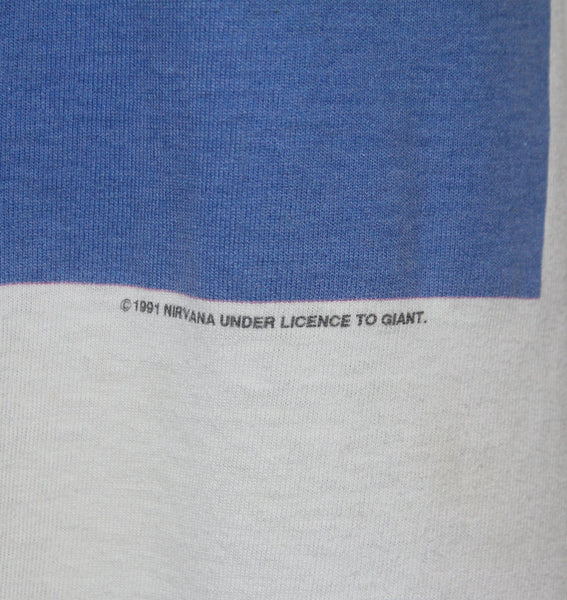 © 1991 NIRVANA UNDER LICENCE TO GIANT.